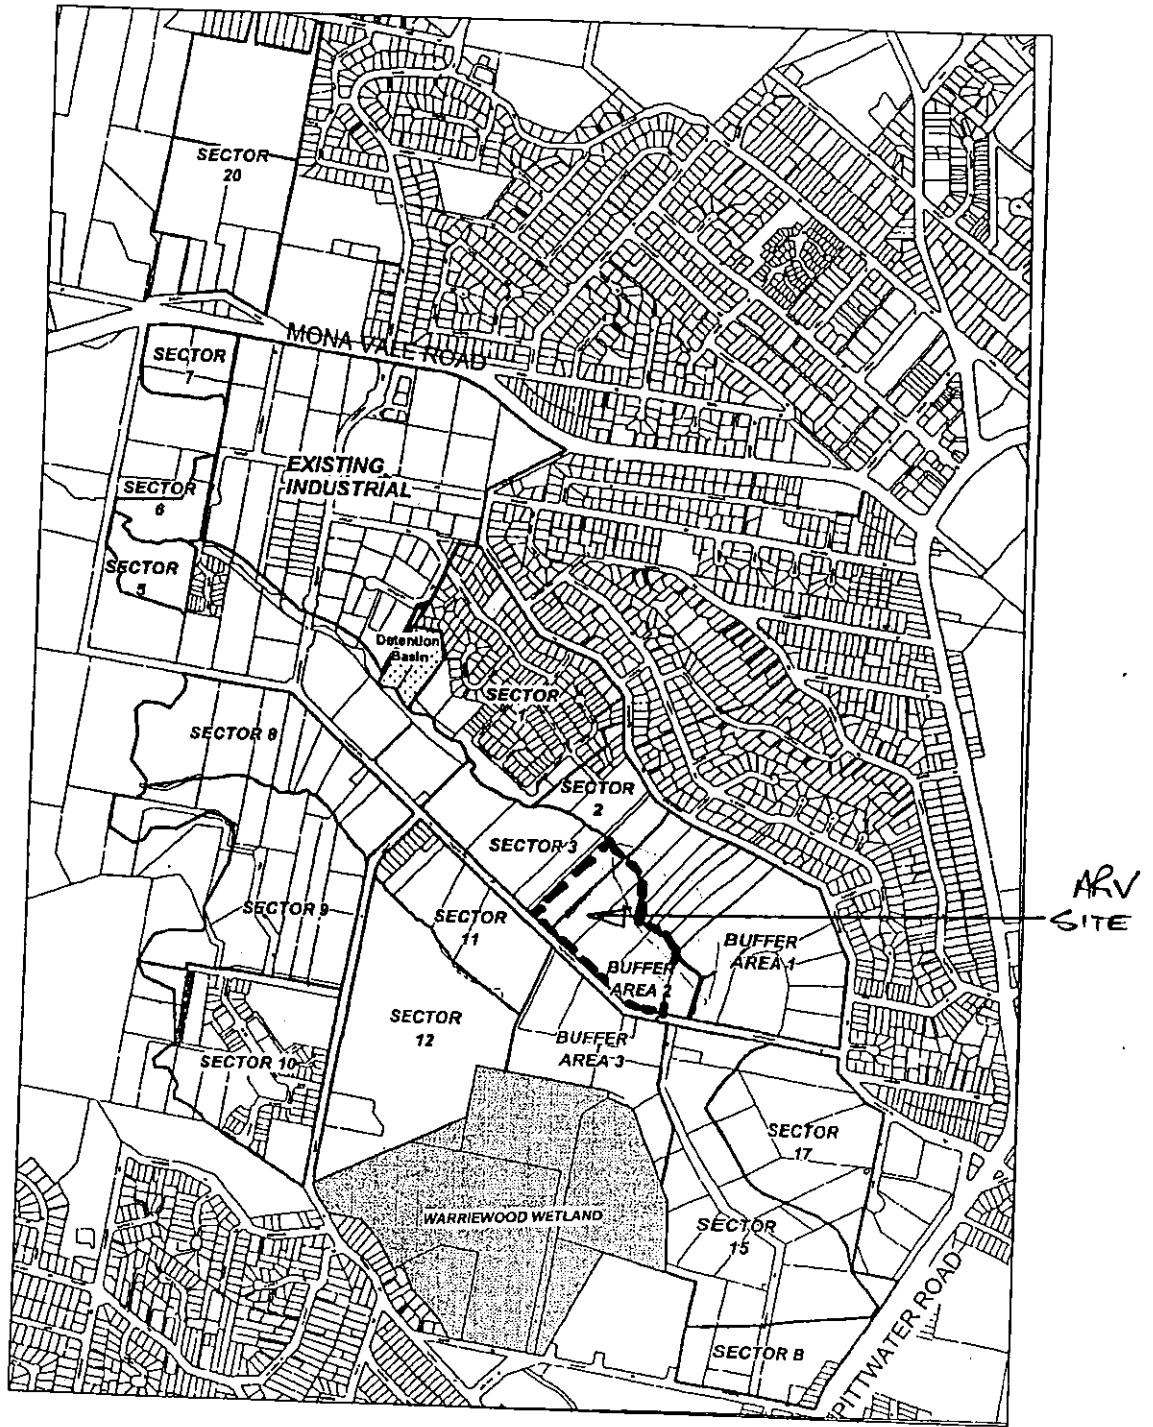 SECTOR
20
MONA VALE ROAD
SECTOR
7
EXISTING
INDUSTRIAL
SECTOR
6
SECTOR
5
Detention
Basin
SECTOR
1
SECTOR 8
SECTOR
2
SECTOR 3
ARV
SITE
SECTOR 9
SECTOR
11
BUFFER
AREA 1
BUFFER
AREA 2
SECTOR
12
BUFFER
AREA 3
SECTOR 10
SECTOR
17
WARRIEWOOD WETLAND
SECTOR
15
SECTOR B
PITTWATER ROAD